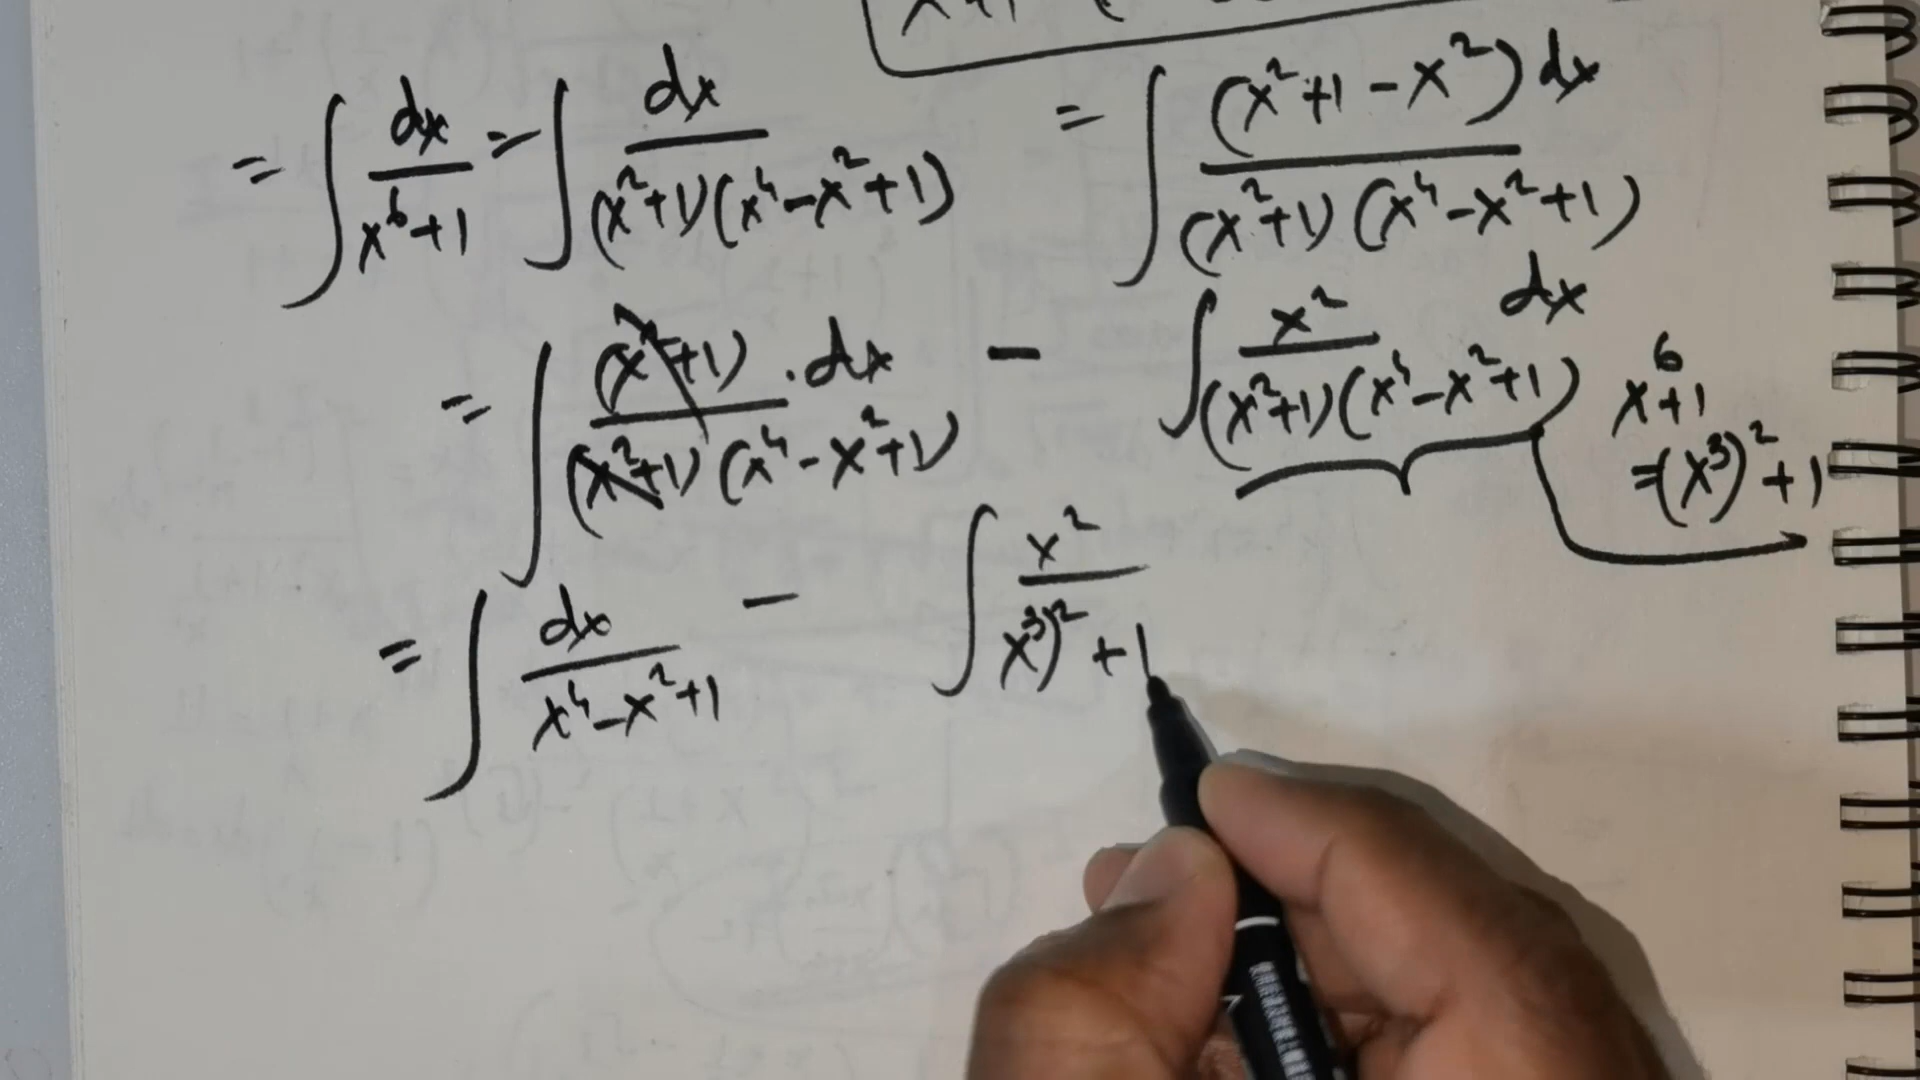 = ∫ dx/(x⁶+1) = ∫ dx/((x²+1)(x⁴-x²+1)) = ∫ (x²+1-x²)dx/((x²+1)(x⁴-x²+1))
= ∫ (x²+1)/((x²+1)(x⁴-x²+1)) .dx - ∫ x²/((x²+1)(x⁴-x²+1)) dx
x⁶+1
=(x³)²+1
= ∫ dx/(x⁴-x²+1) - ∫ x²/(x³)²+1